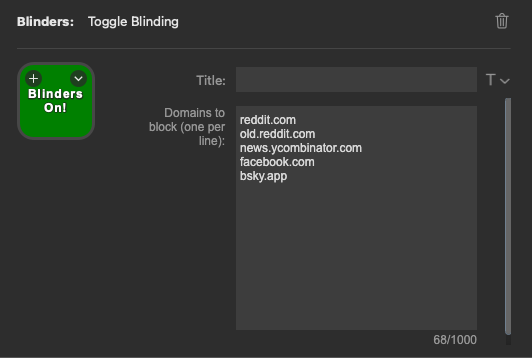 Blinders: Toggle Blinding
Blinders
On!
Title:
T
Domains to
block (one per
line):
reddit.com
old.reddit.com
news.ycombinator.com
facebook.com
bsky.app
68/1000